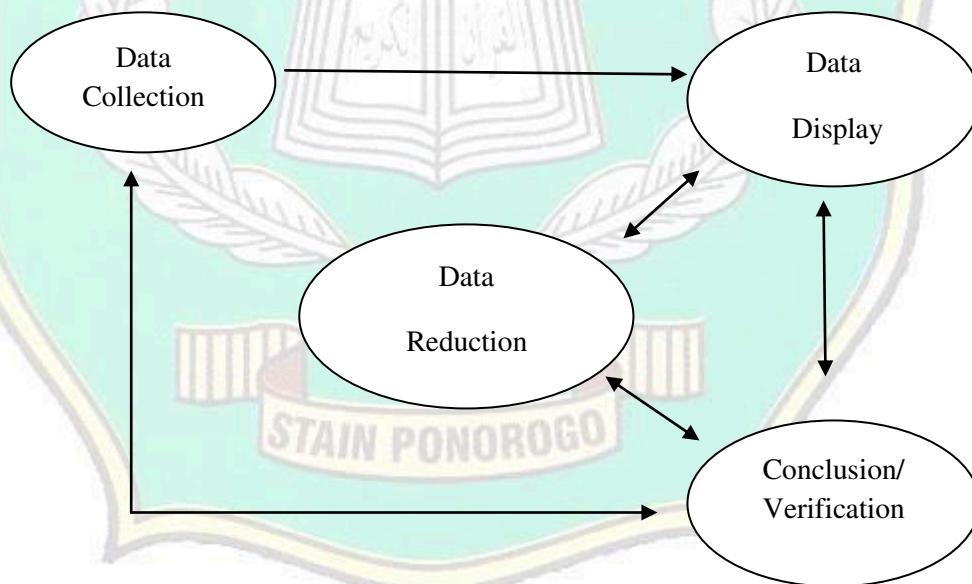 Data
Collection
Data
Display
Data
Reduction
STAIN PONOROGO
Conclusion/
Verification